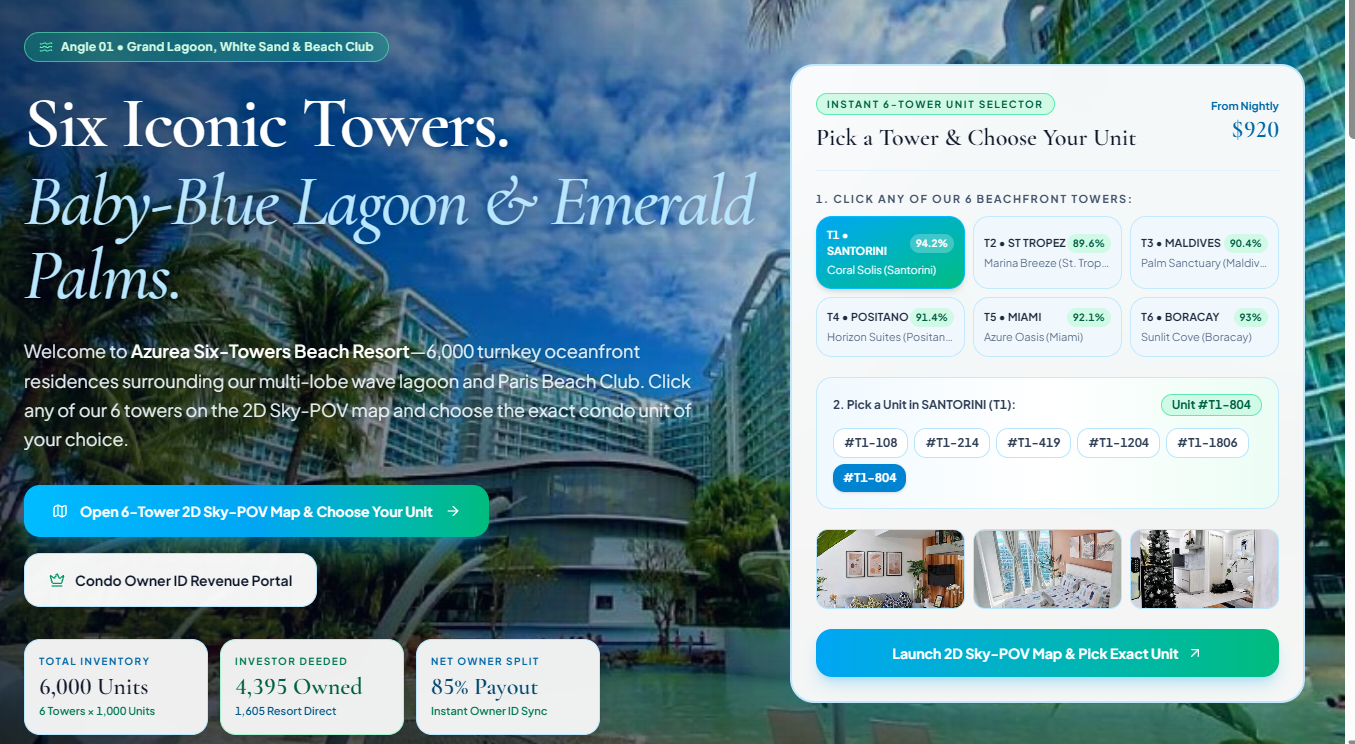 Angle 01 • Grand Lagoon, White Sand & Beach Club
Six Iconic Towers.
Baby-Blue Lagoon & Emerald
Palms.
Welcome to Azurea Six-Towers Beach Resort—6,000 turnkey oceanfront
residences surrounding our multi-lobe wave lagoon and Paris Beach Club. Click
any of our 6 towers on the 2D Sky-POV map and choose the exact condo unit of
your choice.
Open 6-Tower 2D Sky-POV Map & Choose Your Unit
Condo Owner ID Revenue Portal
TOTAL INVENTORY
6,000 Units
6 Towers × 1,000 Units
INVESTOR DEEDED
4,395 Owned
1,605 Resort Direct
NET OWNER SPLIT
85% Payout
Instant Owner ID Sync
INSTANT 6-TOWER UNIT SELECTOR
Pick a Tower & Choose Your Unit
From Nightly
$920
1. CLICK ANY OF OUR 6 BEACHFRONT TOWERS:
T1 •
SANTORINI
94.2%
Coral Solis (Santorini)
T2 • ST TROPEZ 89.6%
Marina Breeze (St. Trop...
T3 • MALDIVES 90.4%
Palm Sanctuary (Maldiv...
T4 • POSITANO 91.4%
Horizon Suites (Positan...
T5 • MIAMI 92.1%
Azure Oasis (Miami)
T6 • BORACAY 93%
Sunlit Cove (Boracay)
2. Pick a Unit in SANTORINI (T1):
Unit #T1-804
#T1-108 #T1-214 #T1-419 #T1-1204 #T1-1806
#T1-804
Launch 2D Sky-POV Map & Pick Exact Unit